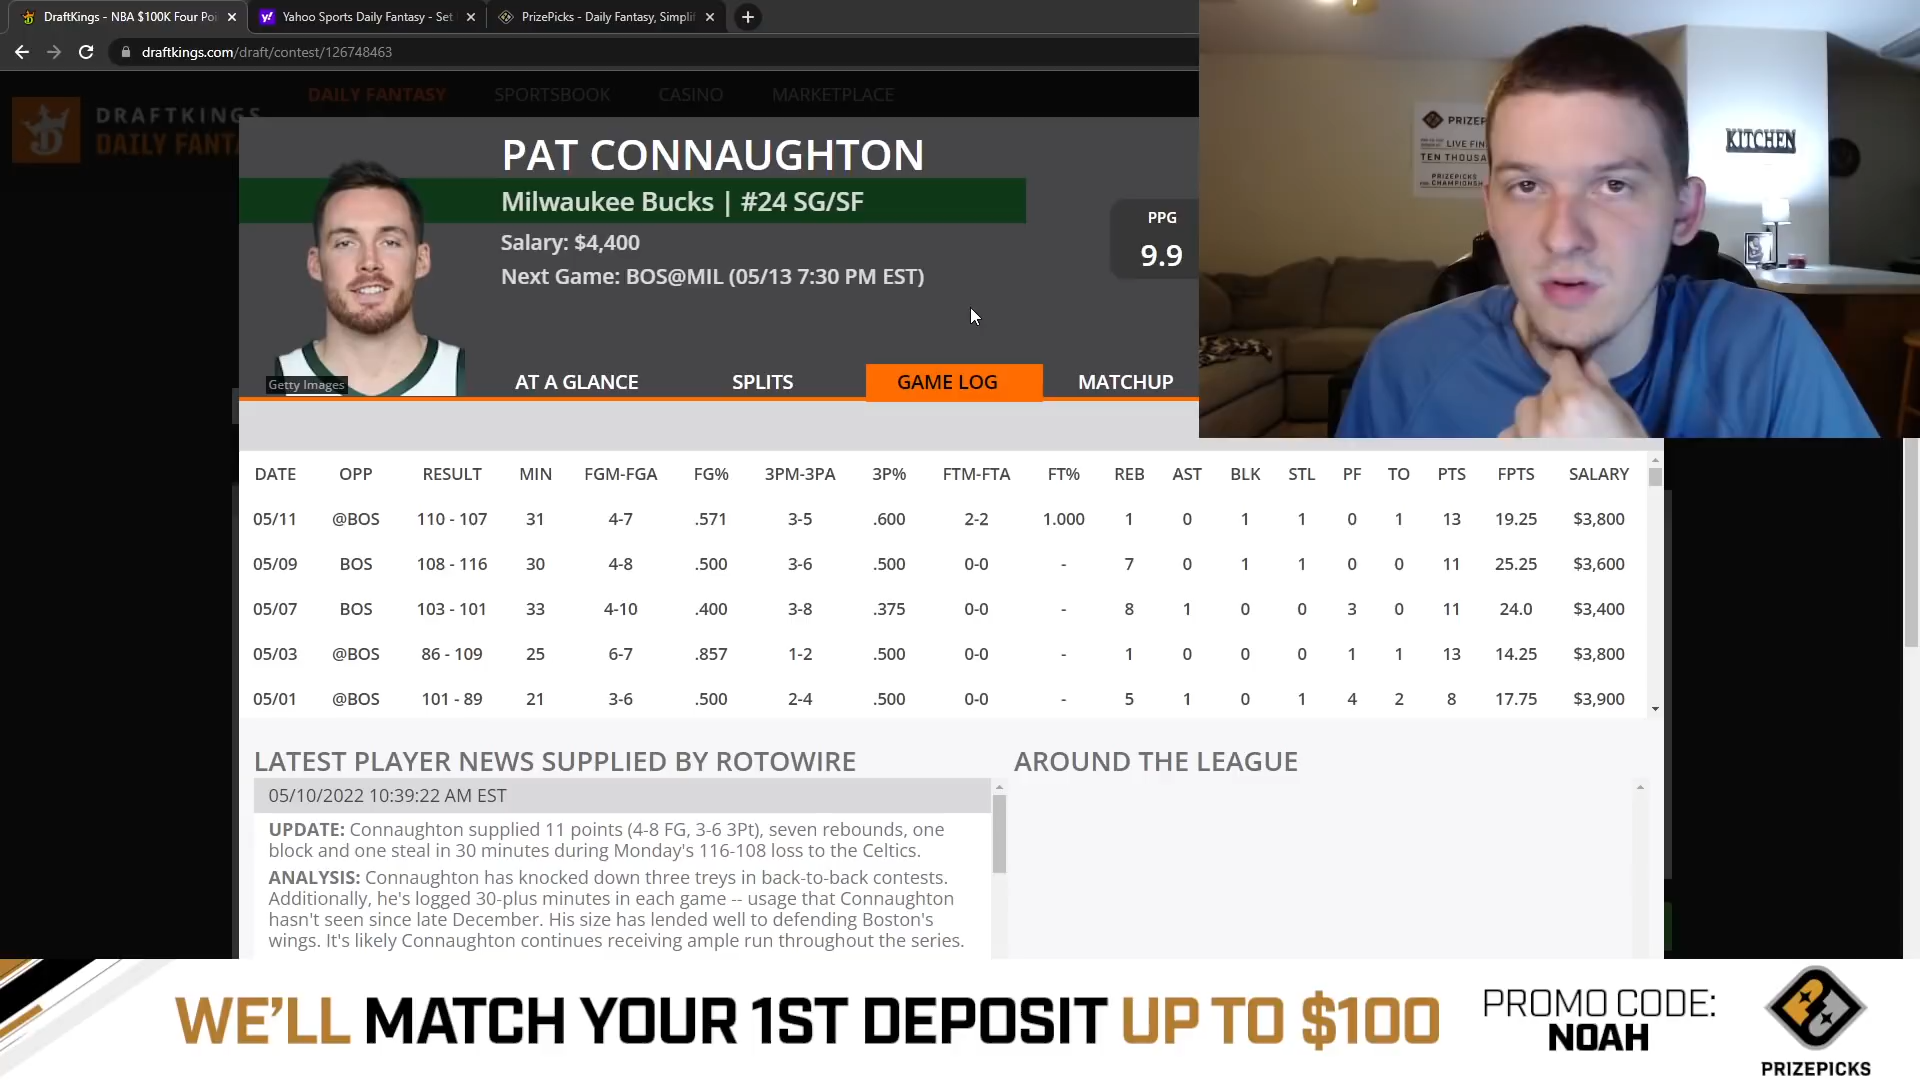 DraftKings - NBA $100K Four Poi
Yahoo Sports Daily Fantasy - Set
PrizePicks - Daily Fantasy, Simplif
draftkings.com/draft/contest/126748463
DRAFTKINGS
DAILY FANTA
DAILY FANTASY SPORTSBOOK CASINO MARKETPLACE
PAT CONNAUGHTON
Milwaukee Bucks | #24 SG/SF
Salary: $4,400
Next Game: BOS@MIL (05/13 7:30 PM EST)
PPG
9.9
Getty Images
AT A GLANCE SPLITS GAME LOG MATCHUP
DATE OPP RESULT MIN FGM-FGA FG% 3PM-3PA 3P% FTM-FTA FT% REB AST BLK STL PF TO PTS FPTS SALARY
05/11 @BOS 110 - 107 31 4-7 .571 3-5 .600 2-2 1.000 1 0 1 1 0 1 13 19.25 $3,800
05/09 BOS 108 - 116 30 4-8 .500 3-6 .500 0-0 - 7 0 1 1 0 0 11 25.25 $3,600
05/07 BOS 103 - 101 33 4-10 .400 3-8 .375 0-0 - 8 1 0 0 3 0 11 24.0 $3,400
05/03 @BOS 86 - 109 25 6-7 .857 1-2 .500 0-0 - 1 0 0 0 1 1 13 14.25 $3,800
05/01 @BOS 101 - 89 21 3-6 .500 2-4 .500 0-0 - 5 1 0 1 4 2 8 17.75 $3,900
LATEST PLAYER NEWS SUPPLIED BY ROTOWIRE
05/10/2022 10:39:22 AM EST
UPDATE: Connaughton supplied 11 points (4-8 FG, 3-6 3Pt), seven rebounds, one
block and one steal in 30 minutes during Monday's 116-108 loss to the Celtics.
ANALYSIS: Connaughton has knocked down three treys in back-to-back contests.
Additionally, he's logged 30-plus minutes in each game -- usage that Connaughton
hasn't seen since late December. His size has lended well to defending Boston's
wings. It's likely Connaughton continues receiving ample run throughout the series.
AROUND THE LEAGUE
PRIZEP
LIVE FIN
TEN THOUSA
PRIZEPICKS
CHAMPIONSH
KITCHEN
WE'LL MATCH YOUR 1ST DEPOSIT UP TO $100
PROMO CODE:
NOAH
PRIZEPICKS